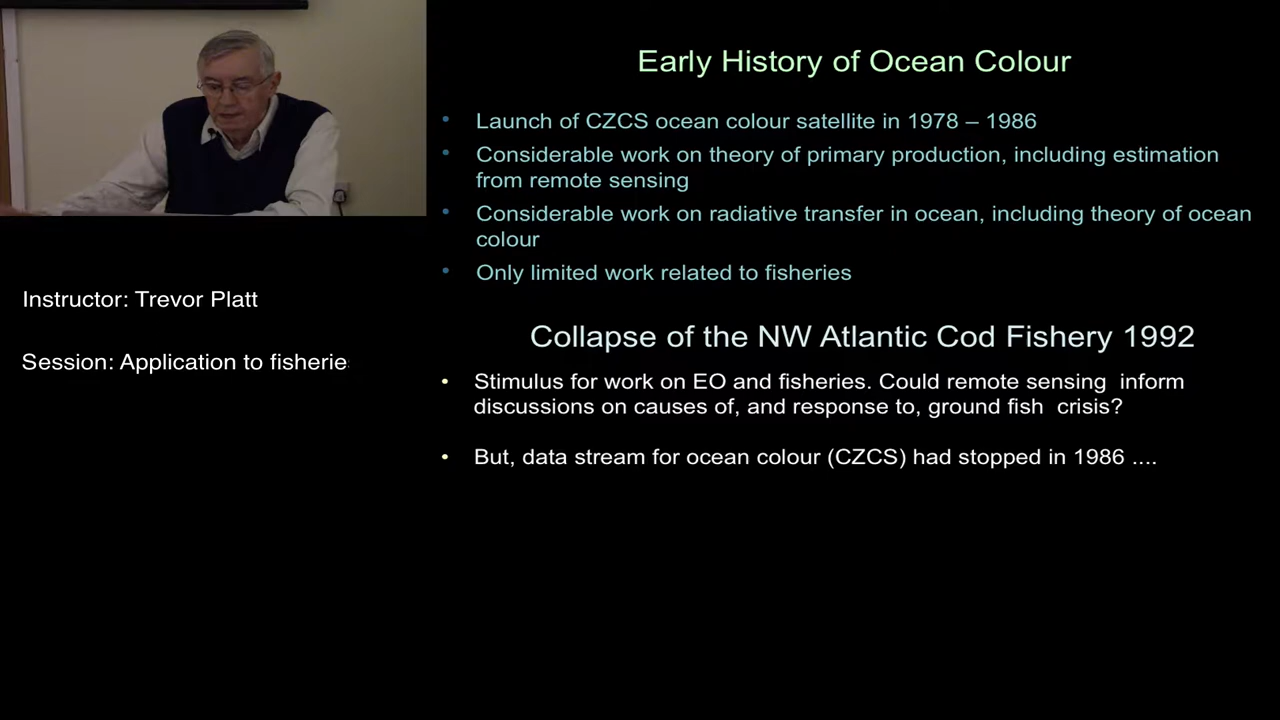 Early History of Ocean Colour
• Launch of CZCS ocean colour satellite in 1978 – 1986
• Considerable work on theory of primary production, including estimation
from remote sensing
• Considerable work on radiative transfer in ocean, including theory of ocean
colour
• Only limited work related to fisheries
Instructor: Trevor Platt
Session: Application to fisherie
Collapse of the NW Atlantic Cod Fishery 1992
• Stimulus for work on EO and fisheries. Could remote sensing inform
discussions on causes of, and response to, ground fish crisis?
• But, data stream for ocean colour (CZCS) had stopped in 1986 ....